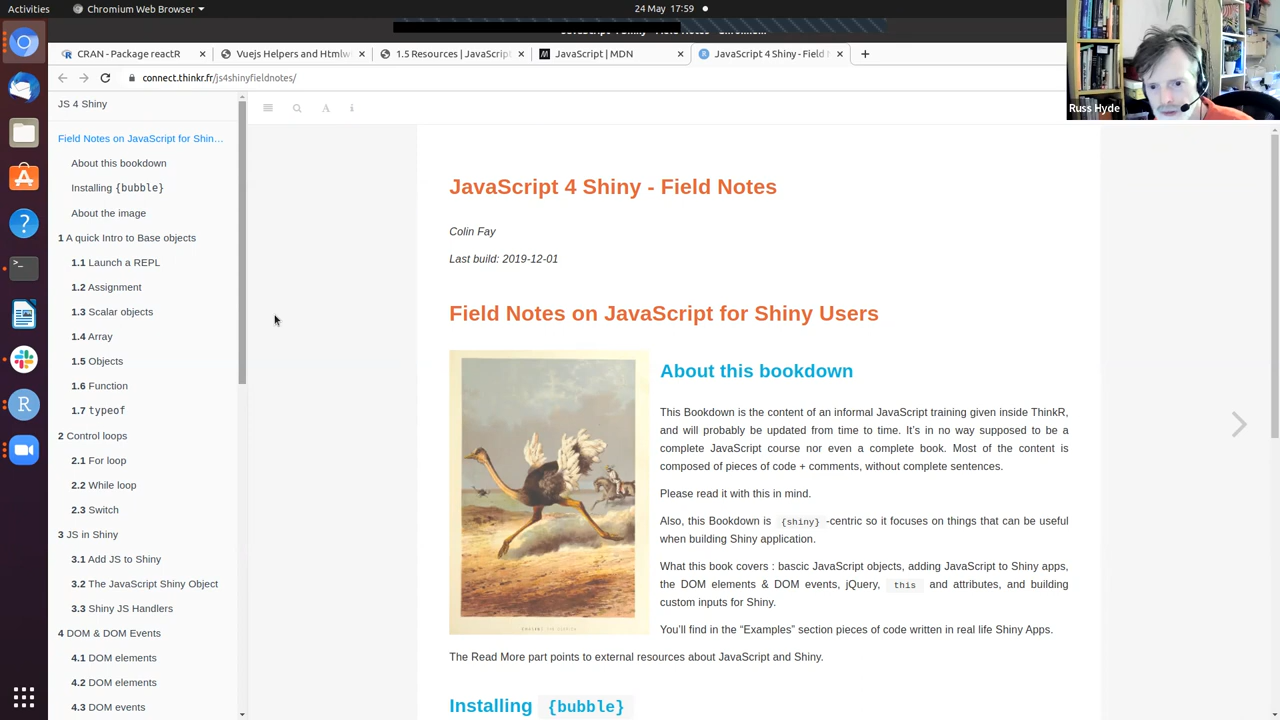 Activities
Chromium Web Browser
24 May 17:59
CRAN - Package reactR
Vuejs Helpers and Htmlw
1.5 Resources | JavaScript
JavaScript | MDN
JavaScript 4 Shiny - Field
connect.thinkr.fr/js4shinyfieldnotes/
Russ Hyde
JS 4 Shiny
Field Notes on JavaScript for Shin…
About this bookdown
Installing {bubble}
About the image
1 A quick Intro to Base objects
1.1 Launch a REPL
1.2 Assignment
1.3 Scalar objects
1.4 Array
1.5 Objects
1.6 Function
1.7 typeof
2 Control loops
2.1 For loop
2.2 While loop
2.3 Switch
3 JS in Shiny
3.1 Add JS to Shiny
3.2 The JavaScript Shiny Object
3.3 Shiny JS Handlers
4 DOM & DOM Events
4.1 DOM elements
4.2 DOM elements
4.3 DOM events
JavaScript 4 Shiny - Field Notes
Colin Fay
Last build: 2019-12-01
Field Notes on JavaScript for Shiny Users
About this bookdown
This Bookdown is the content of an informal JavaScript training given inside ThinkR,
and will probably be updated from time to time. It's in no way supposed to be a
complete JavaScript course nor even a complete book. Most of the content is
composed of pieces of code + comments, without complete sentences.
Please read it with this in mind.
Also, this Bookdown is {shiny} -centric so it focuses on things that can be useful
when building Shiny application.
What this book covers : bascic JavaScript objects, adding JavaScript to Shiny apps,
the DOM elements & DOM events, jQuery, this and attributes, and building
custom inputs for Shiny.
You'll find in the “Examples” section pieces of code written in real life Shiny Apps.
The Read More part points to external resources about JavaScript and Shiny.
Installing {bubble}